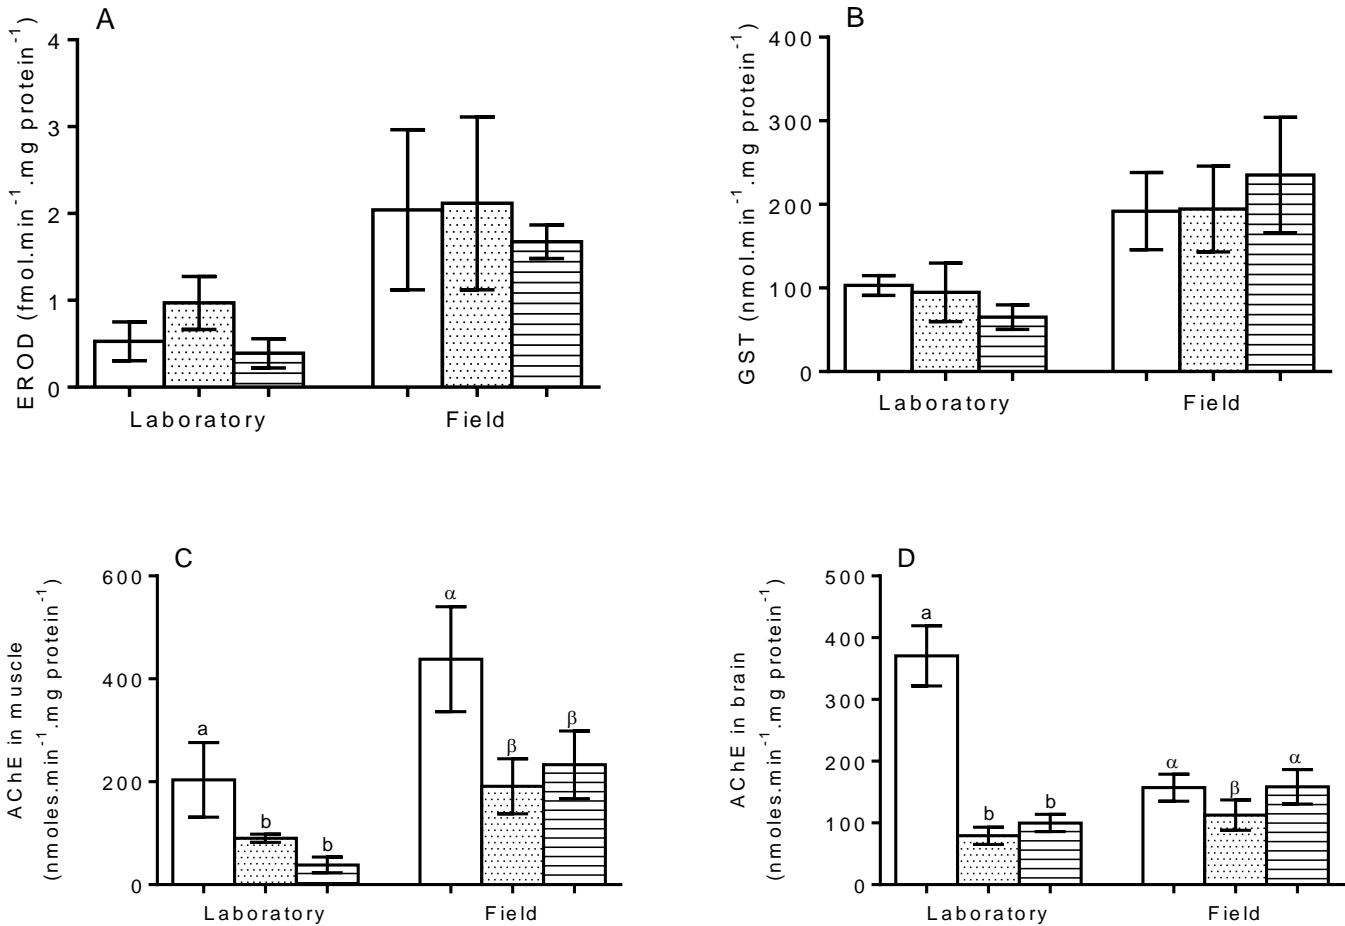 A
EROD (fmol.min⁻¹.mg protein⁻¹)
4
3
2
1
0
Laboratory
Field
B
GST (nmol.min⁻¹.mg protein⁻¹)
400
300
200
100
0
Laboratory
Field
C
AChE in muscle
(nmoles.min⁻¹.mg protein⁻¹)
600
400
200
0
a
b
b
α
β
β
Laboratory
Field
D
AChE in brain
(nmoles.min⁻¹.mg protein⁻¹)
500
400
300
200
100
0
a
b
b
α
β
α
Laboratory
Field